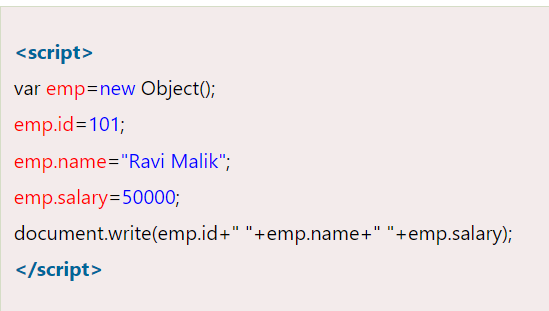 <script>
var emp=new Object();
emp.id=101;
emp.name="Ravi Malik";
emp.salary=50000;
document.write(emp.id+" "+emp.name+" "+emp.salary);
</script>